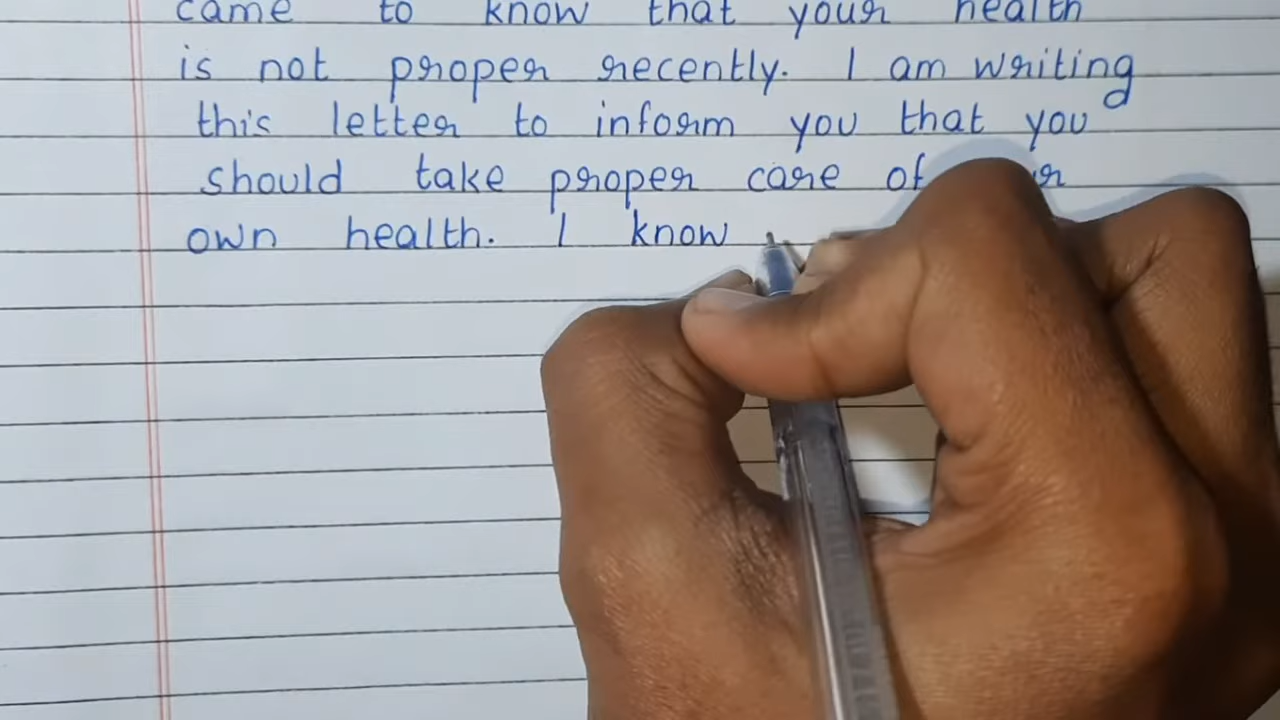 came to know that your health
is not proper recently. I am writing
this letter to inform you that you
should take proper care of
own health. I know